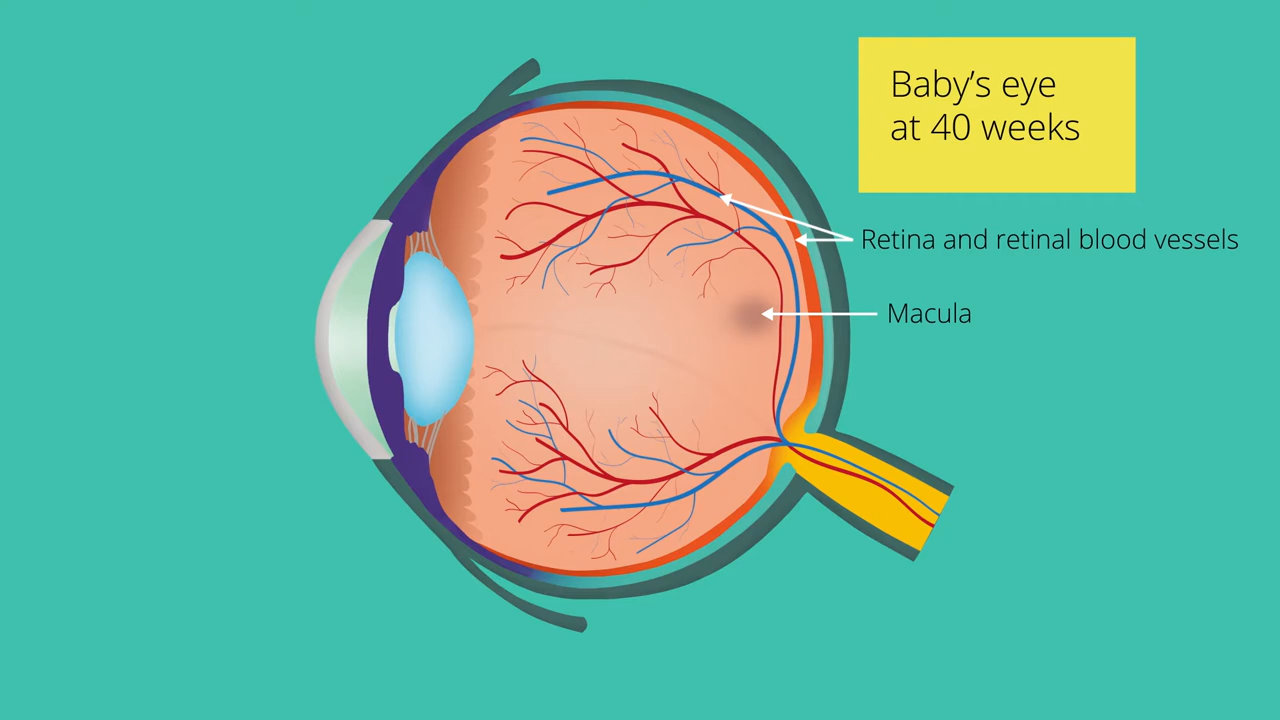 Baby’s eye
at 40 weeks
Retina and retinal blood vessels
Macula